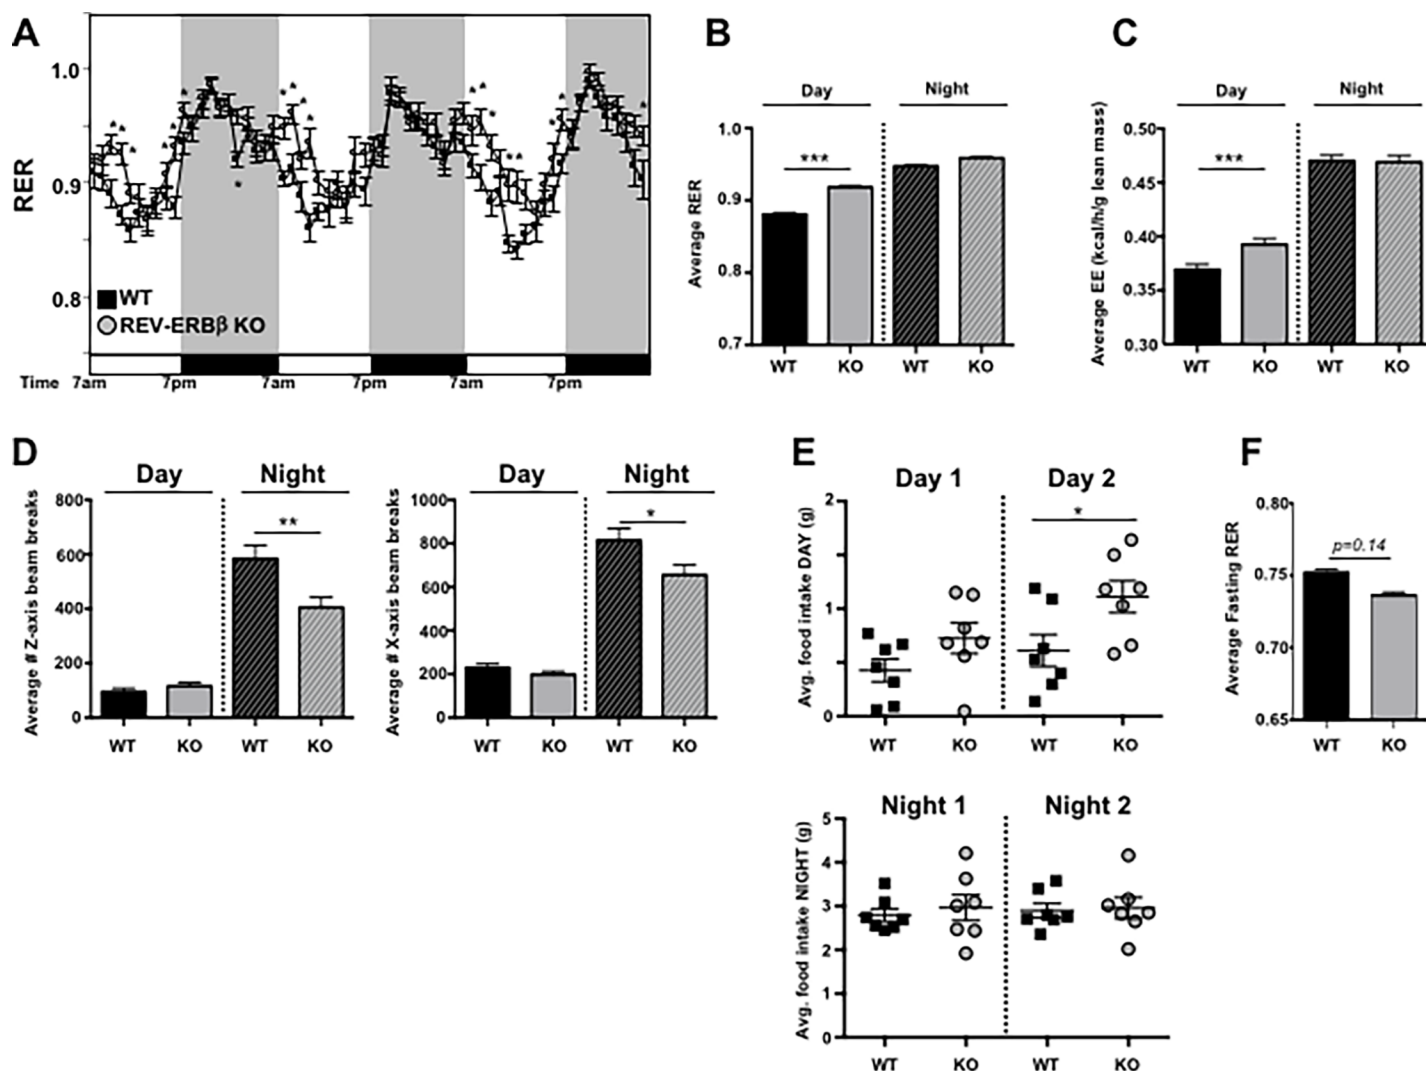 A
RER
1.0
0.9
0.8
WT
REV-ERBβ KO
Time 7am 7pm 7am 7pm 7am 7pm
B
Day Night
Average RER
1.0
0.9
0.8
0.7
***
WT KO WT KO
C
Day Night
Average EE (kcal/h/g lean mass)
0.50
0.45
0.40
0.35
0.30
***
WT KO WT KO
D
Day Night
Average # Z-axis beam breaks
800
600
400
200
0
**
WT KO WT KO
Day Night
Average # X-axis beam breaks
1000
800
600
400
200
0
*
WT KO WT KO
E
Day 1 Day 2
Avg. food intake DAY (g)
2
1
0
*
WT KO WT KO
Night 1 Night 2
Avg. food intake NIGHT (g)
5
4
3
2
1
0
WT KO WT KO
F
Average Fasting RER
0.80
0.75
0.70
0.65
p=0.14
WT KO